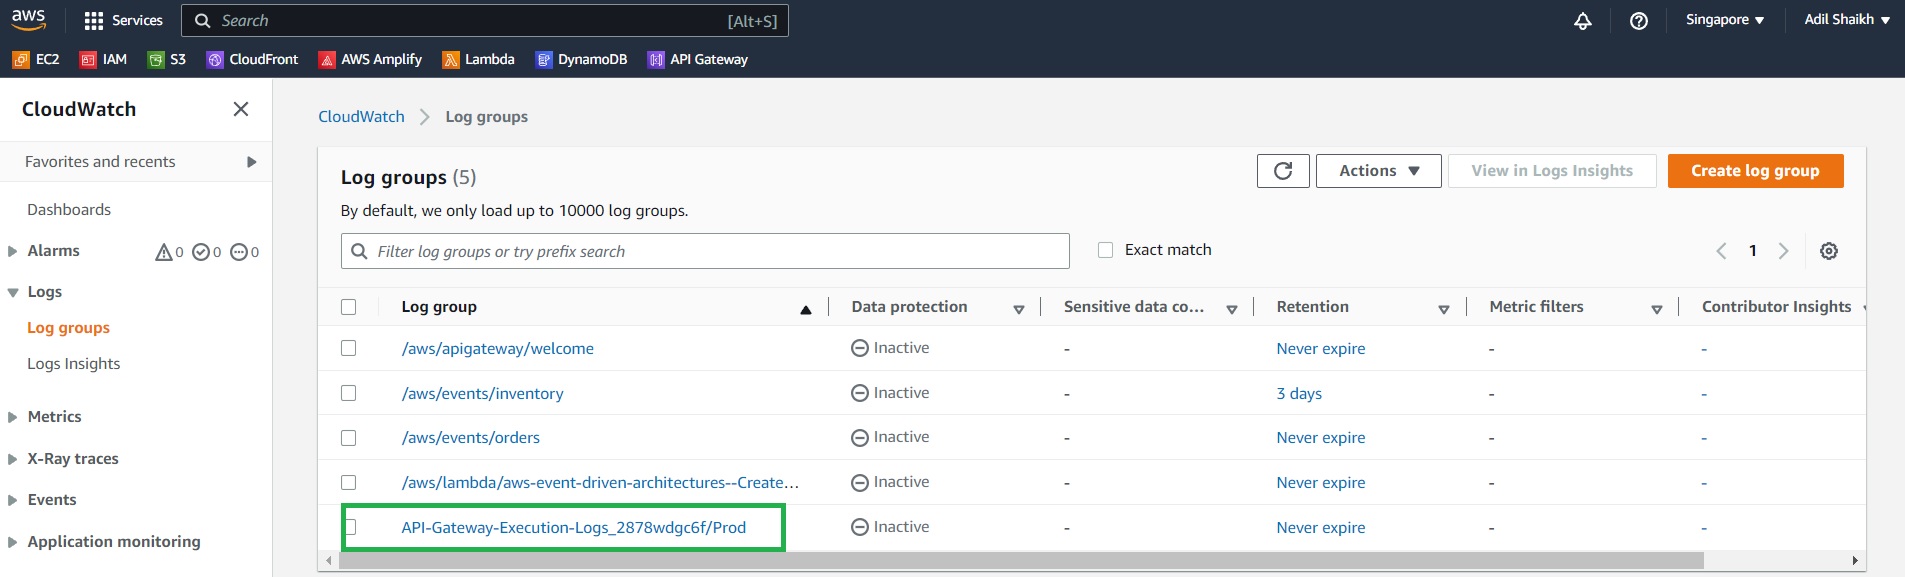 aws Services Search [Alt+S] Singapore ▼ Adil Shaikh ▼
EC2 IAM S3 CloudFront AWS Amplify Lambda DynamoDB API Gateway
CloudWatch
Favorites and recents
Dashboards
Alarms 0 0 0
Logs
Log groups
Logs Insights
Metrics
X-Ray traces
Events
Application monitoring
CloudWatch > Log groups
Log groups (5)
Actions ▼ View in Logs Insights Create log group
By default, we only load up to 10000 log groups.
Filter log groups or try prefix search Exact match < 1 >
Log group Data protection Sensitive data co... Retention Metric filters Contributor Insights
/aws/apigateway/welcome Inactive - Never expire - -
/aws/events/inventory Inactive - 3 days - -
/aws/events/orders Inactive - Never expire - -
/aws/lambda/aws-event-driven-architectures--Create... Inactive - Never expire - -
API-Gateway-Execution-Logs_2878wdgc6f/Prod Inactive - Never expire - -